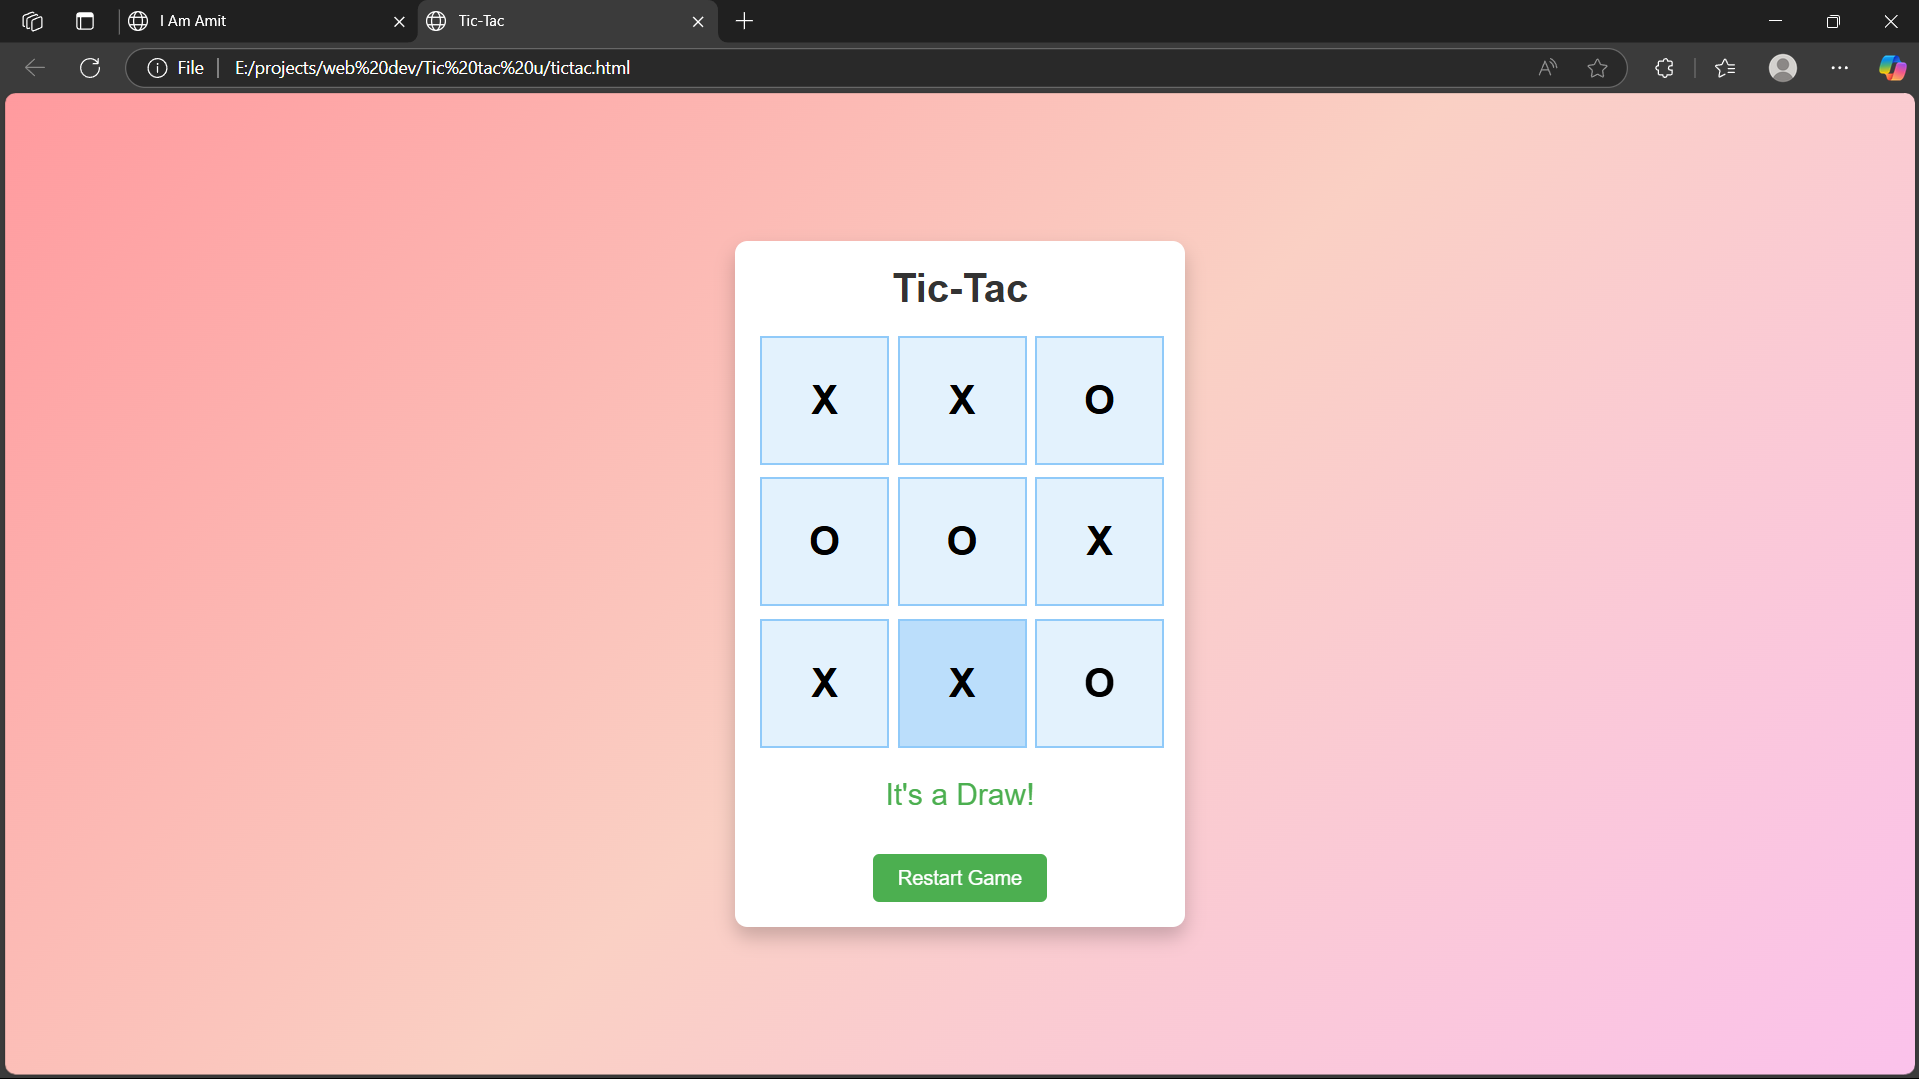 I Am Amit
Tic-Tac
File E:/projects/web%20dev/Tic%20tac%20u/tictac.html
Tic-Tac
X X O
O O X
X X O
It's a Draw!
Restart Game